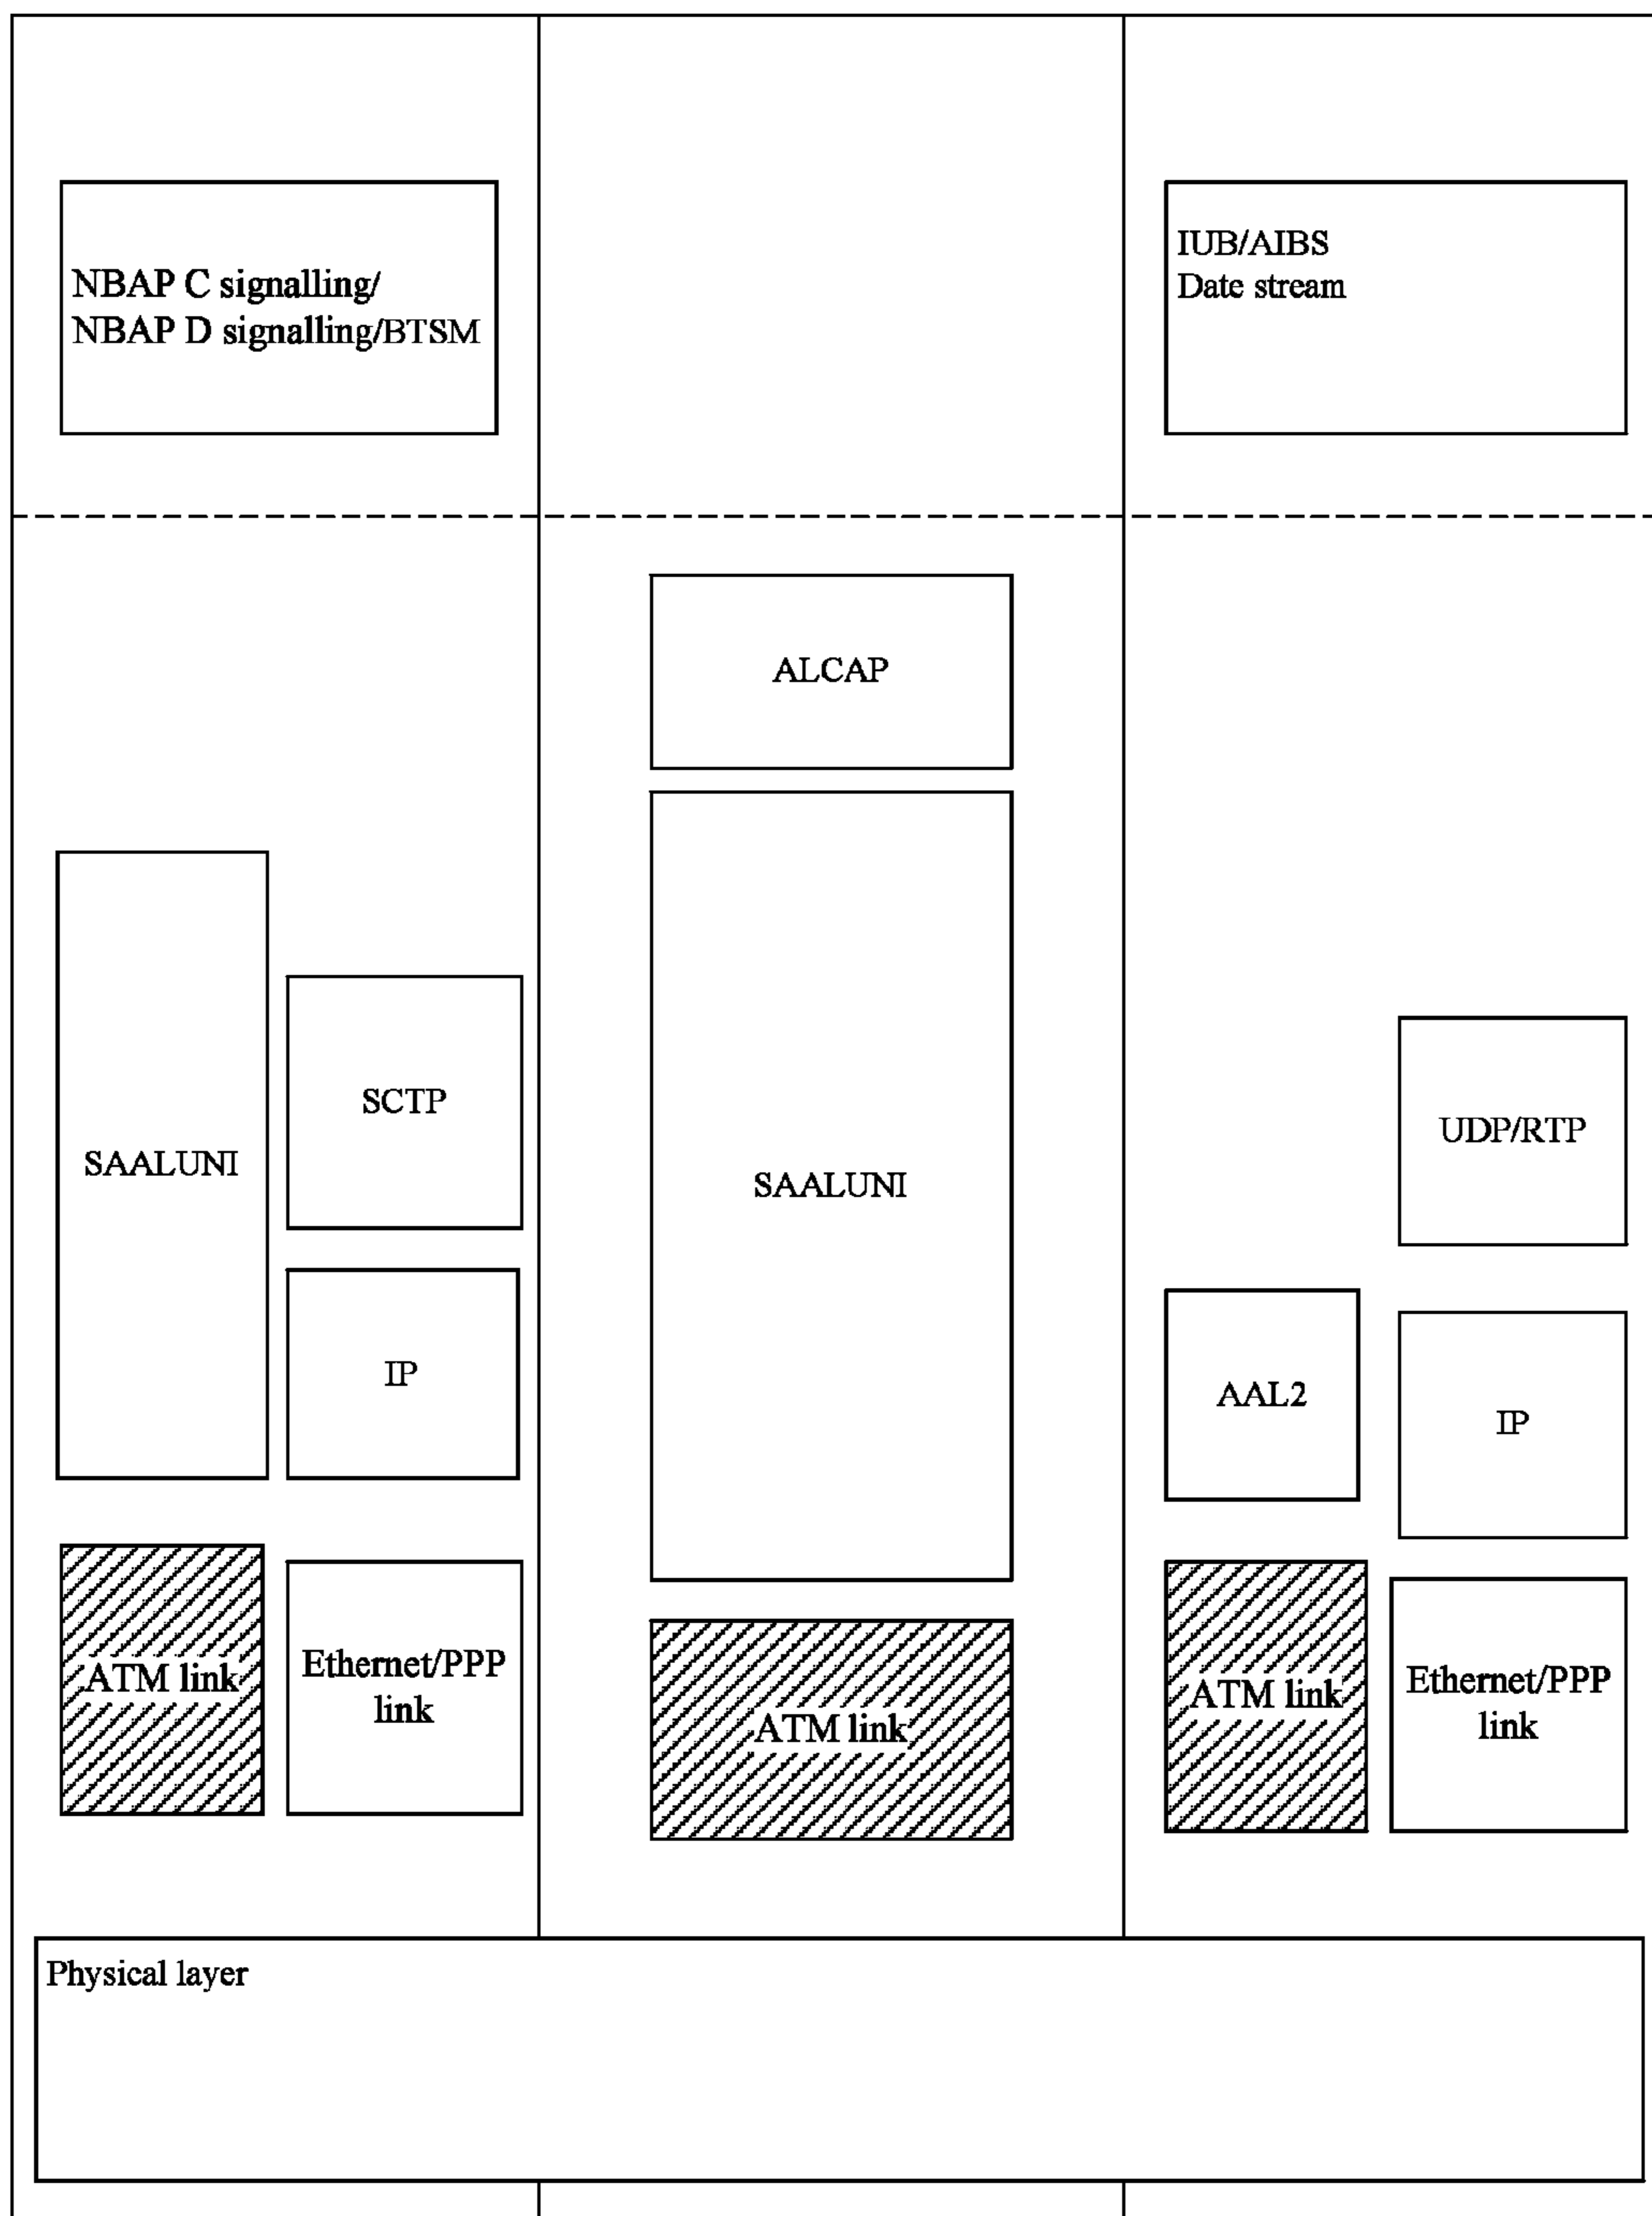 NBAP C signalling/
NBAP D signalling/BTSM
IUB/AIBS
Date stream
ALCAP
SAALUNI
SCTP
IP
SAALUNI
UDP/RTP
AAL2
IP
ATM link
Ethernet/PPP
link
ATM link
ATM link
Ethernet/PPP
link
Physical layer